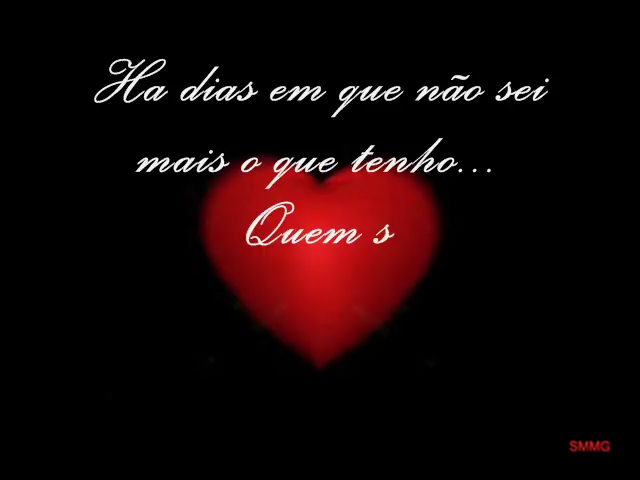 Ha dias em que não sei
mais o que tenho...
Quem s
SMMG